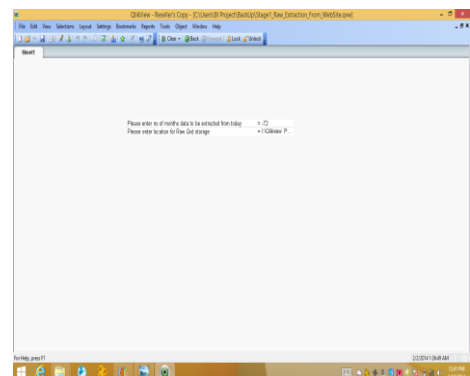 QlikView - Reseller's Copy - [C:\Users\BI Project\BackUp\Stage1_Raw_Extraction_From_WebSite.qvw]
File Edit View Selections Layout Settings Bookmarks Reports Tools Object Window Help
Clear Back Forward Lock Unlock
Sheet1
Please enter no of months data to be extracted from today = -72
Please enter location for Raw Qvd storage
For Help, press F1